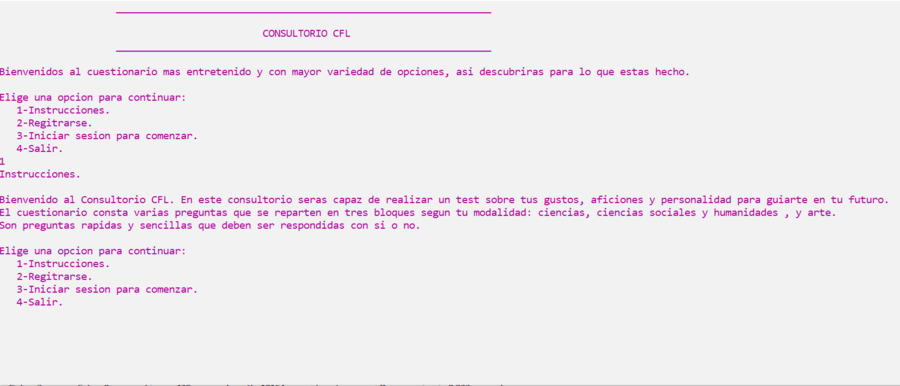 CONSULTORIO CFL
Bienvenidos al cuestionario mas entretenido y con mayor variedad de opciones, asi descubriras para lo que estas hecho.
Elige una opcion para continuar:
1-Instrucciones.
2-Regitrarse.
3-Iniciar sesion para comenzar.
4-Salir.
1
Instrucciones.
Bienvenido al Consultorio CFL. En este consultorio seras capaz de realizar un test sobre tus gustos, aficiones y personalidad para guiarte en tu futuro.
El cuestionario consta varias preguntas que se reparten en tres bloques segun tu modalidad: ciencias, ciencias sociales y humanidades , y arte.
Son preguntas rapidas y sencillas que deben ser respondidas con si o no.
Elige una opcion para continuar:
1-Instrucciones.
2-Regitrarse.
3-Iniciar sesion para comenzar.
4-Salir.